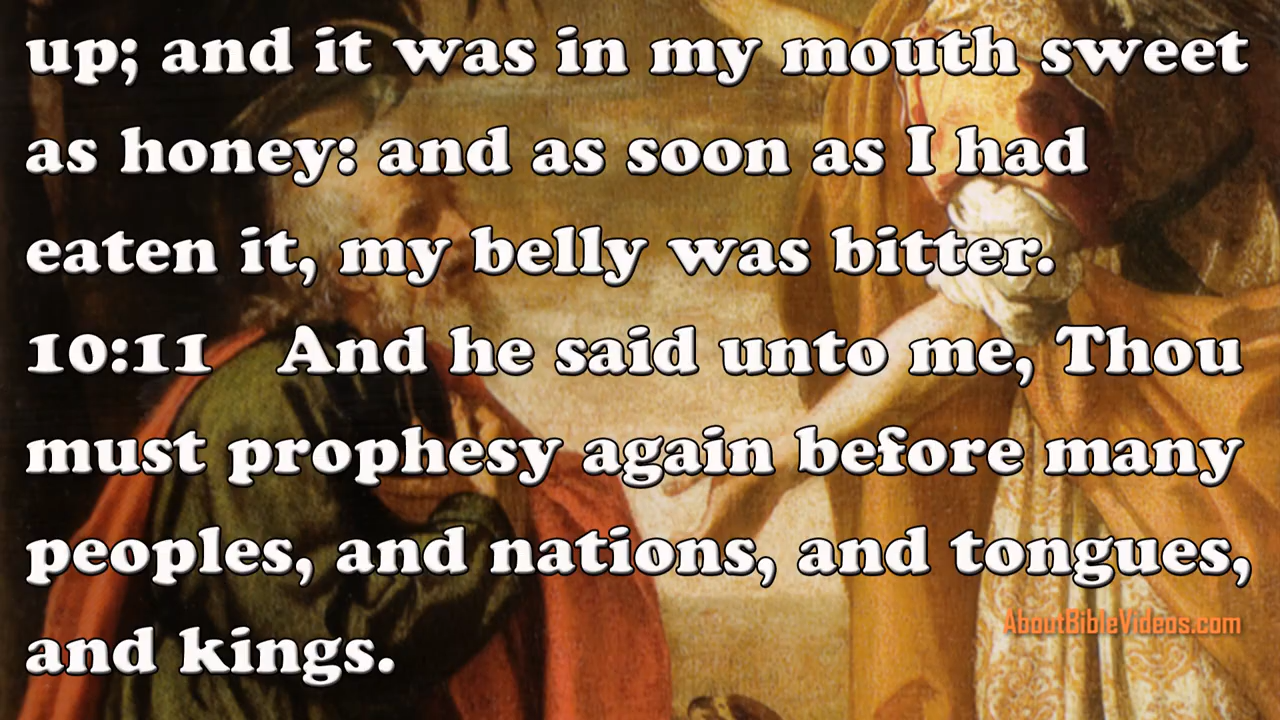 up; and it was in my mouth sweet
as honey: and as soon as I had
eaten it, my belly was bitter.
10:11 And he said unto me, Thou
must prophesy again before many
peoples, and nations, and tongues,
and kings.
AboutBibleVideos.com